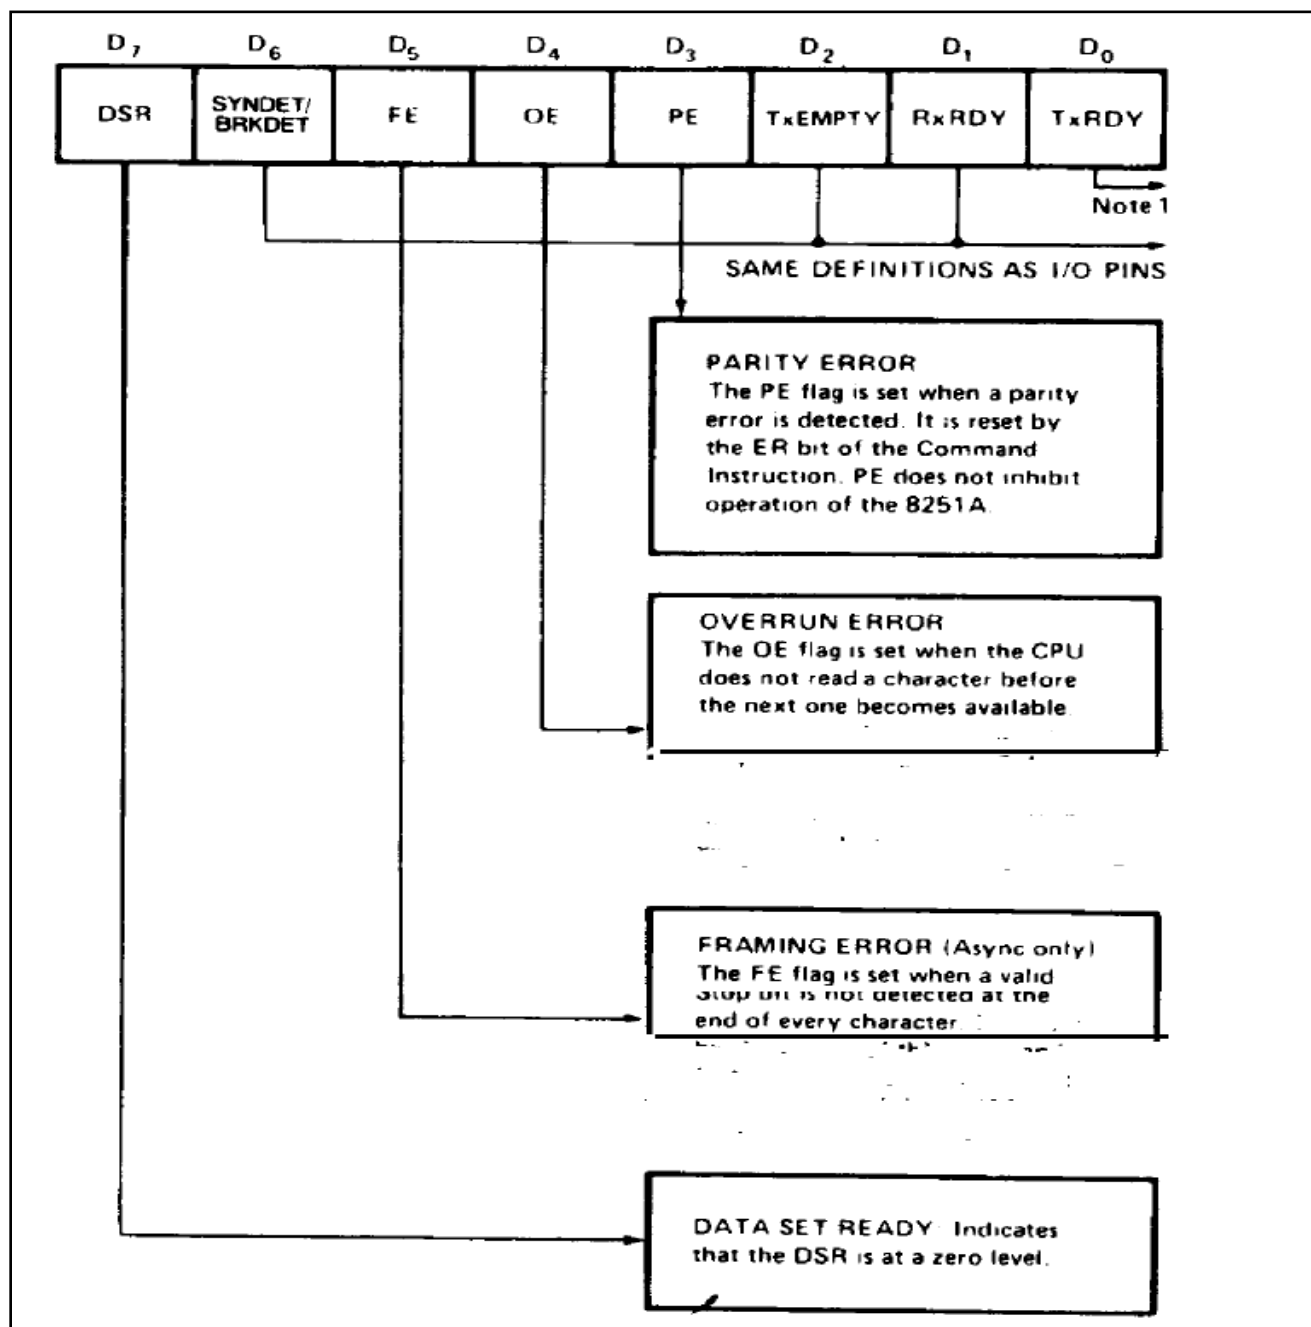 D7 D6 D5 D4 D3 D2 D1 D0
DSR SYNDET/ BRKDET FE OE PE TxEMPTY RxRDY TxRDY
Note 1
SAME DEFINITIONS AS I/O PINS
PARITY ERROR
The PE flag is set when a parity
error is detected. It is reset by
the ER bit of the Command
Instruction. PE does not inhibit
operation of the 8251A.
OVERRUN ERROR
The OE flag is set when the CPU
does not read a character before
the next one becomes available.
FRAMING ERROR (Async only)
The FE flag is set when a valid
Stop bit is not detected at the
end of every character.
DATA SET READY: Indicates
that the DSR is at a zero level.